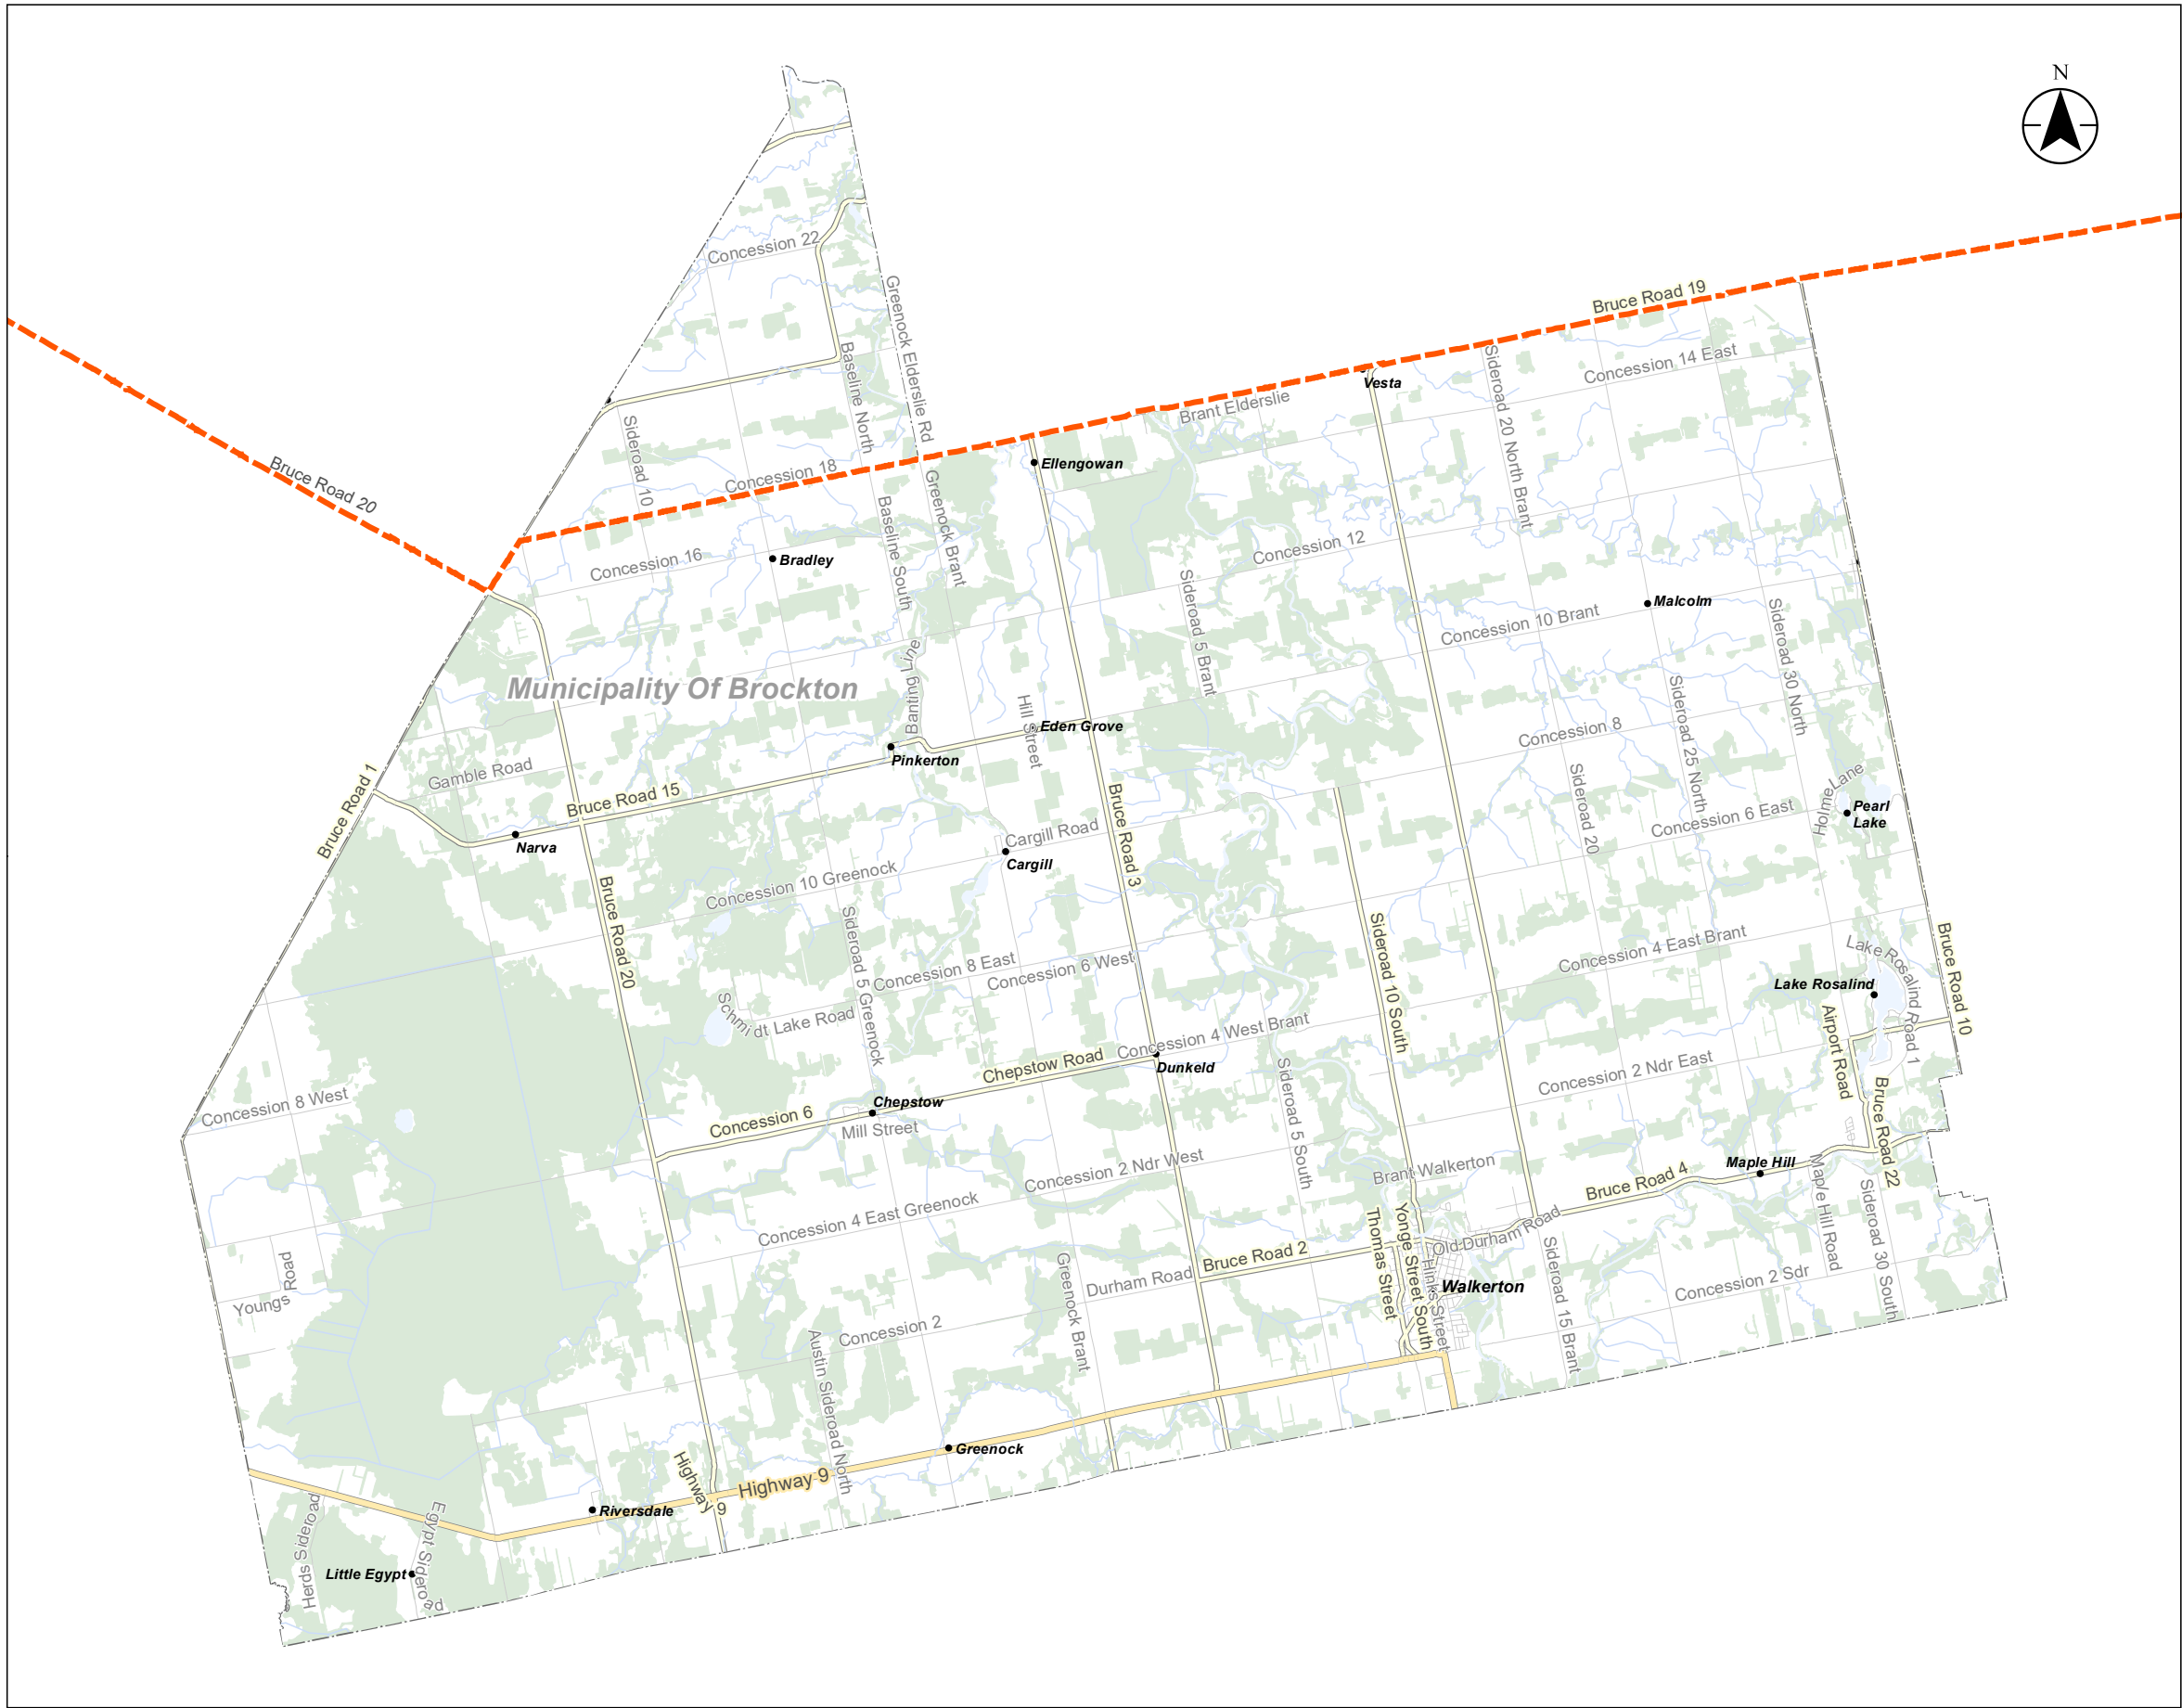 N
Concession 22
Greenock Elderslie Rd
Bruce Road 19
Baseline North
Sideroad 20 North Brant
Concession 14 East
Vesta
Brant Elderslie
Sideroad 10
Concession 18
Ellengowan
Bruce Road 20
Greenock Brant
Baseline South
Concession 16
Bradley
Concession 12
Sideroad 5 Brant
Malcolm
Concession 10 Brant
Sideroad 30 North
Municipality Of Brockton
Banting Line
Hill Street
Eden Grove
Sideroad 25 North
Concession 8
Pinkerton
Gamble Road
Bruce Road 15
Bruce Road 1
Bruce Road 3
Sideroad 20
Holme Lane
Pearl
Lake
Concession 6 East
Narva
Cargill Road
Cargill
Concession 10 Greenock
Bruce Road 20
Sideroad 5 Greenock
Sideroad 10 South
Concession 4 East Brant
Lake Rosalind Road 1
Bruce Road 10
Concession 8 East
Concession 6 West
Lake Rosalind
Schmidt Lake Road
Airport Road
Concession 4 West Brant
Chepstow Road
Dunkeld
Concession 2 Ndr East
Sideroad 5 South
Bruce Road 22
Concession 8 West
Chepstow
Concession 6
Mill Street
Concession 2 Ndr West
Brant Walkerton
Maple Hill
Bruce Road 4
Maple Hill Road
Sideroad 30 South
Concession 4 East Greenock
Thomas Street
Yonge Street South
Old Durham Road
Sideroad 15 Brant
Bruce Road 2
Hinks Street
Walkerton
Greenock Brant
Durham Road
Concession 2 Sdr
Youngs Road
Concession 2
Austin Sideroad North
Greenock
Highway 9
Highway 9
Riversdale
Herds Sideroad
Egypt Sideroad
Little Egypt